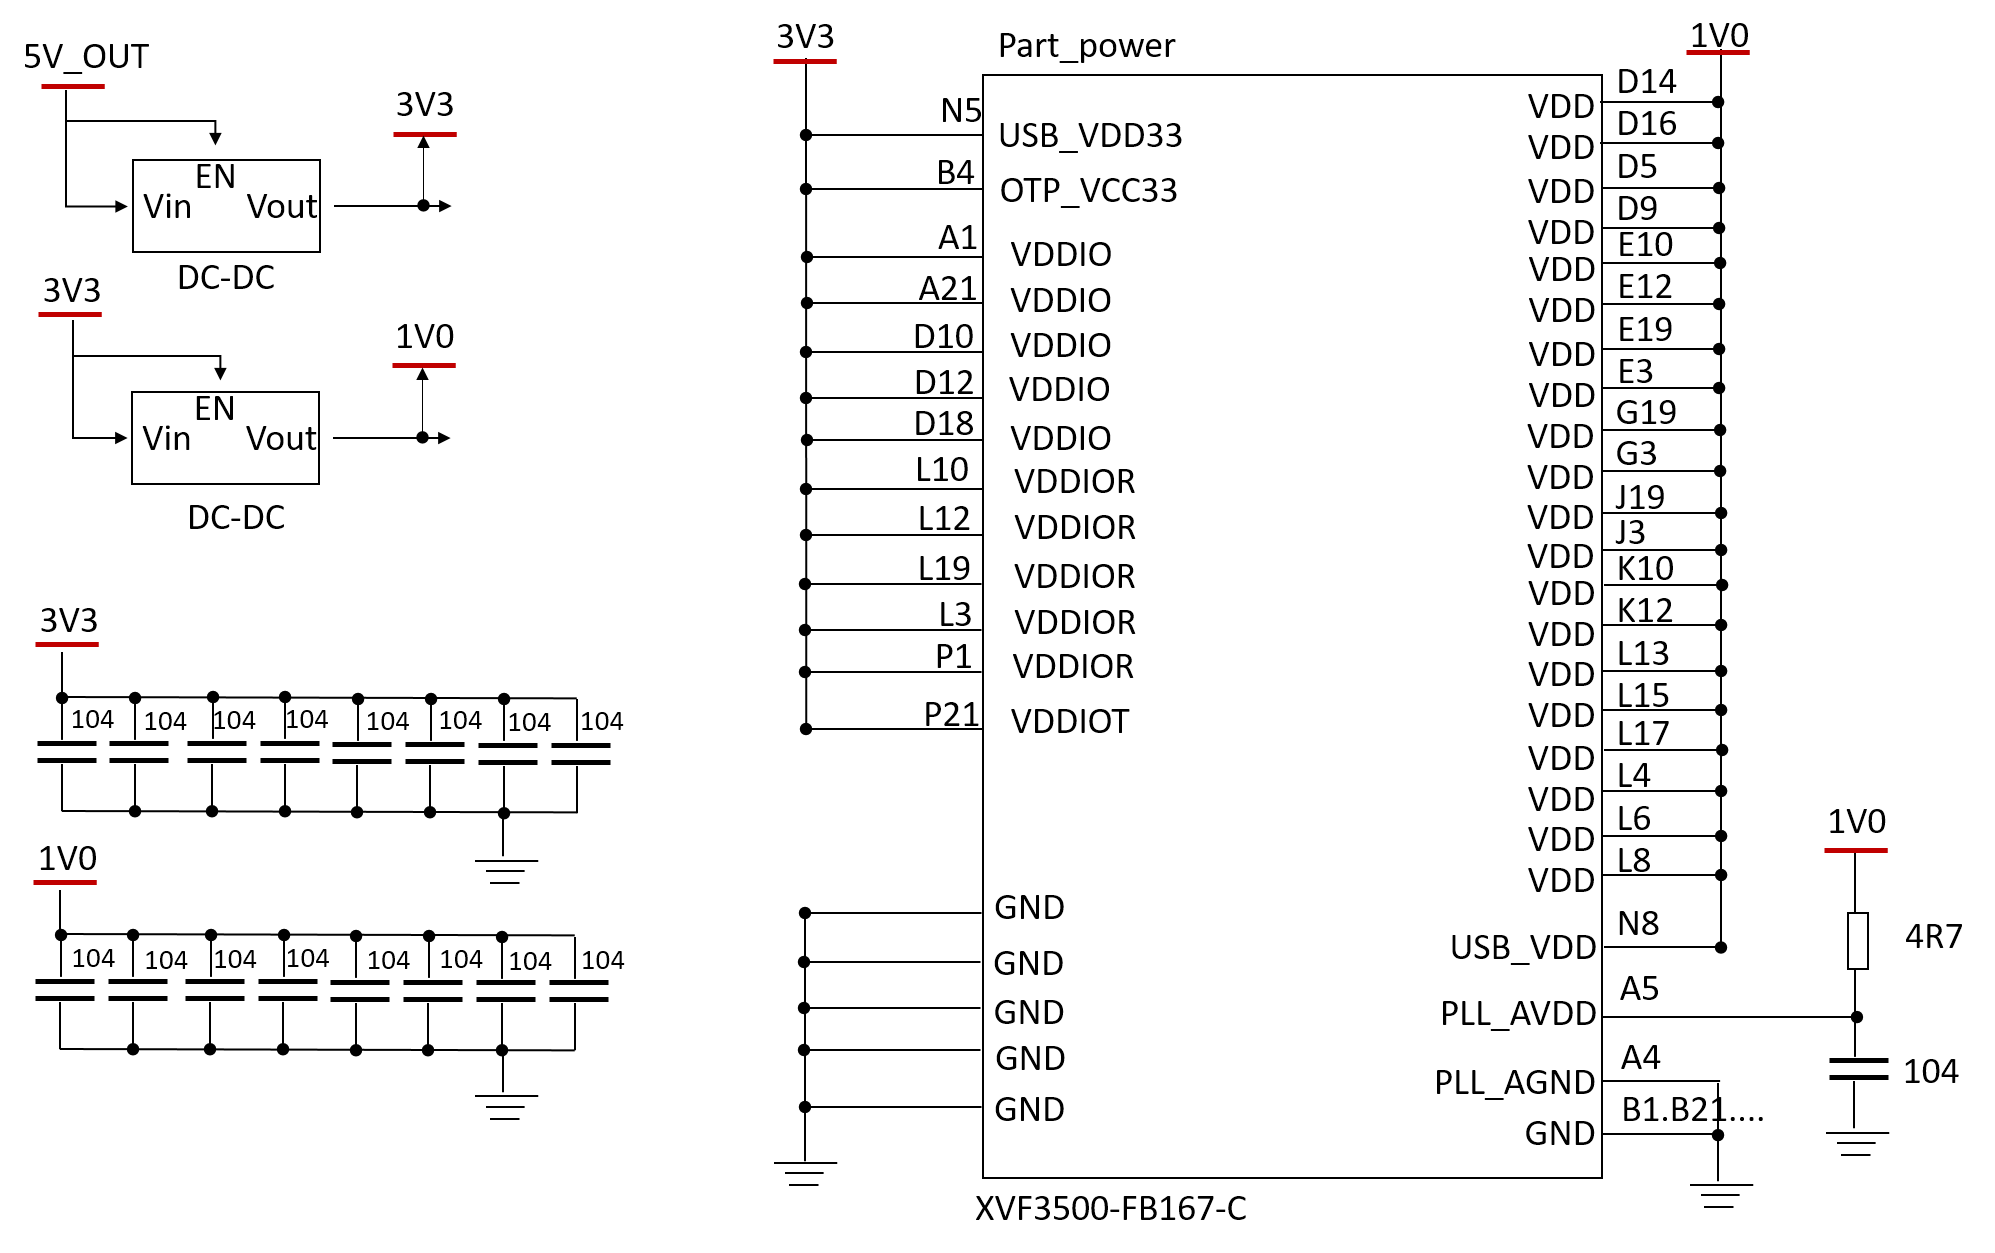 5V_OUT
3V3
EN
Vin
Vout
DC-DC
3V3
1V0
EN
Vin
Vout
DC-DC
3V3
104 104 104 104 104 104 104 104
1V0
104 104 104 104 104 104 104 104
3V3
Part_power
1V0
N5 USB_VDD33
B4 OTP_VCC33
A1 VDDIO
A21 VDDIO
D10 VDDIO
D12 VDDIO
D18 VDDIO
L10 VDDIOR
L12 VDDIOR
L19 VDDIOR
L3 VDDIOR
P1 VDDIOR
P21 VDDIOT
GND
GND
GND
GND
GND
VDD D14
VDD D16
VDD D5
VDD D9
VDD E10
VDD E12
VDD E19
VDD E3
VDD G19
VDD G3
VDD J19
VDD J3
VDD K10
VDD K12
VDD L13
VDD L15
VDD L17
VDD L4
VDD L6
VDD L8
USB_VDD N8
PLL_AVDD A5
PLL_AGND A4
GND B1.B21....
1V0
4R7
104
XVF3500-FB167-C